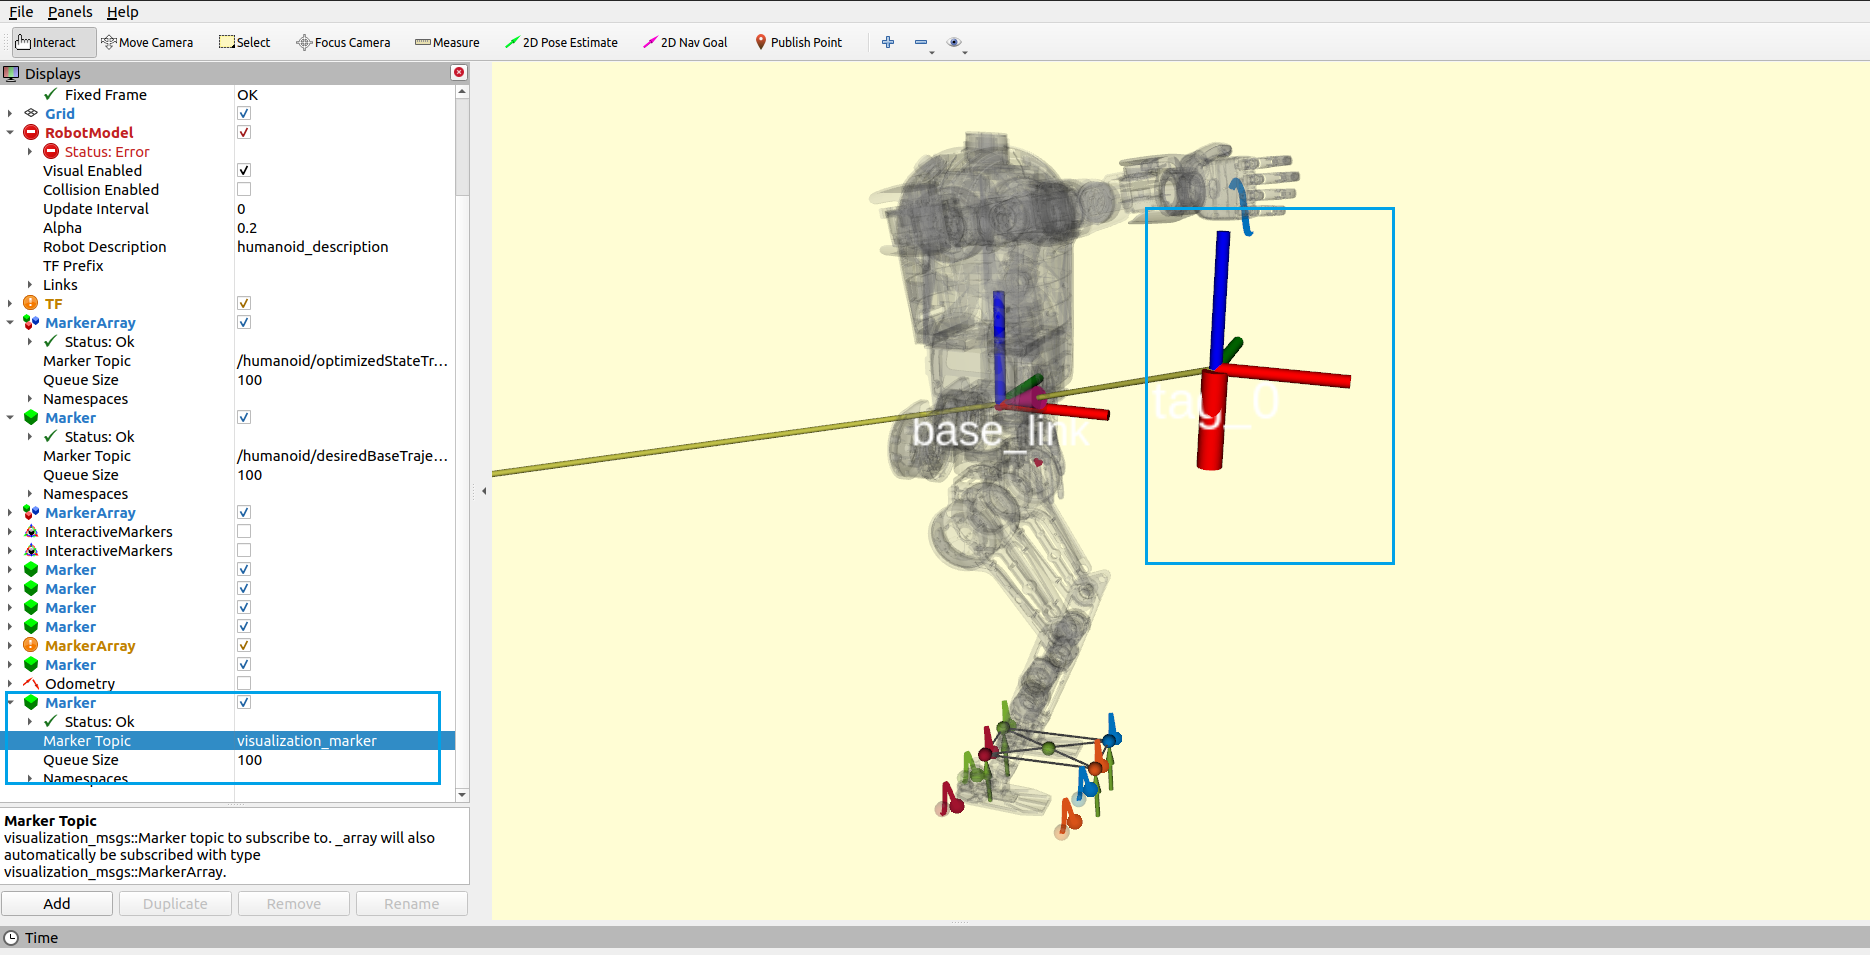 File Panels Help
Interact Move Camera Select Focus Camera Measure 2D Pose Estimate 2D Nav Goal Publish Point
Displays
Fixed Frame OK
Grid
RobotModel
Status: Error
Visual Enabled
Collision Enabled
Update Interval 0
Alpha 0.2
Robot Description humanoid_description
TF Prefix
Links
TF
MarkerArray
Status: Ok
Marker Topic /humanoid/optimizedStateTr...
Queue Size 100
Namespaces
Marker
Status: Ok
Marker Topic /humanoid/desiredBaseTraje...
Queue Size 100
Namespaces
MarkerArray
InteractiveMarkers
InteractiveMarkers
Marker
Marker
Marker
Marker
MarkerArray
Marker
Odometry
Marker
Status: Ok
Marker Topic visualization_marker
Queue Size 100
Namespaces
Marker Topic
visualization_msgs::Marker topic to subscribe to. _array will also
automatically be subscribed with type
visualization_msgs::MarkerArray.
Add Duplicate Remove Rename
Time
base_link
tag_0